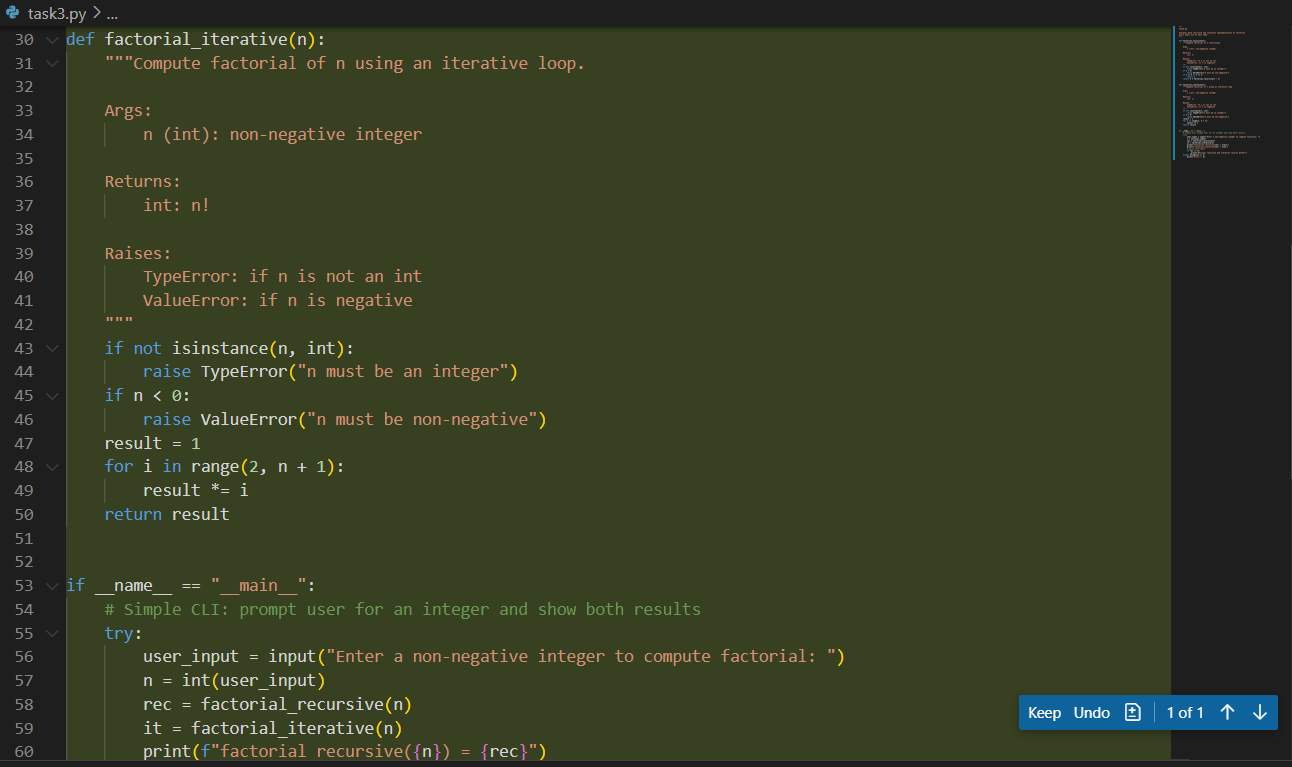 task3.py > ...
30 def factorial_iterative(n):
31 """Compute factorial of n using an iterative loop.
32
33 Args:
34 n (int): non-negative integer
35
36 Returns:
37 int: n!
38
39 Raises:
40 TypeError: if n is not an int
41 ValueError: if n is negative
42 """
43 if not isinstance(n, int):
44 raise TypeError("n must be an integer")
45 if n < 0:
46 raise ValueError("n must be non-negative")
47 result = 1
48 for i in range(2, n + 1):
49 result *= i
50 return result
51
52
53 if __name__ == "__main__":
54 # Simple CLI: prompt user for an integer and show both results
55 try:
56 user_input = input("Enter a non-negative integer to compute factorial: ")
57 n = int(user_input)
58 rec = factorial_recursive(n)
59 it = factorial_iterative(n)
60 print(f"factorial_recursive({n}) = {rec}")
Keep Undo 1 of 1